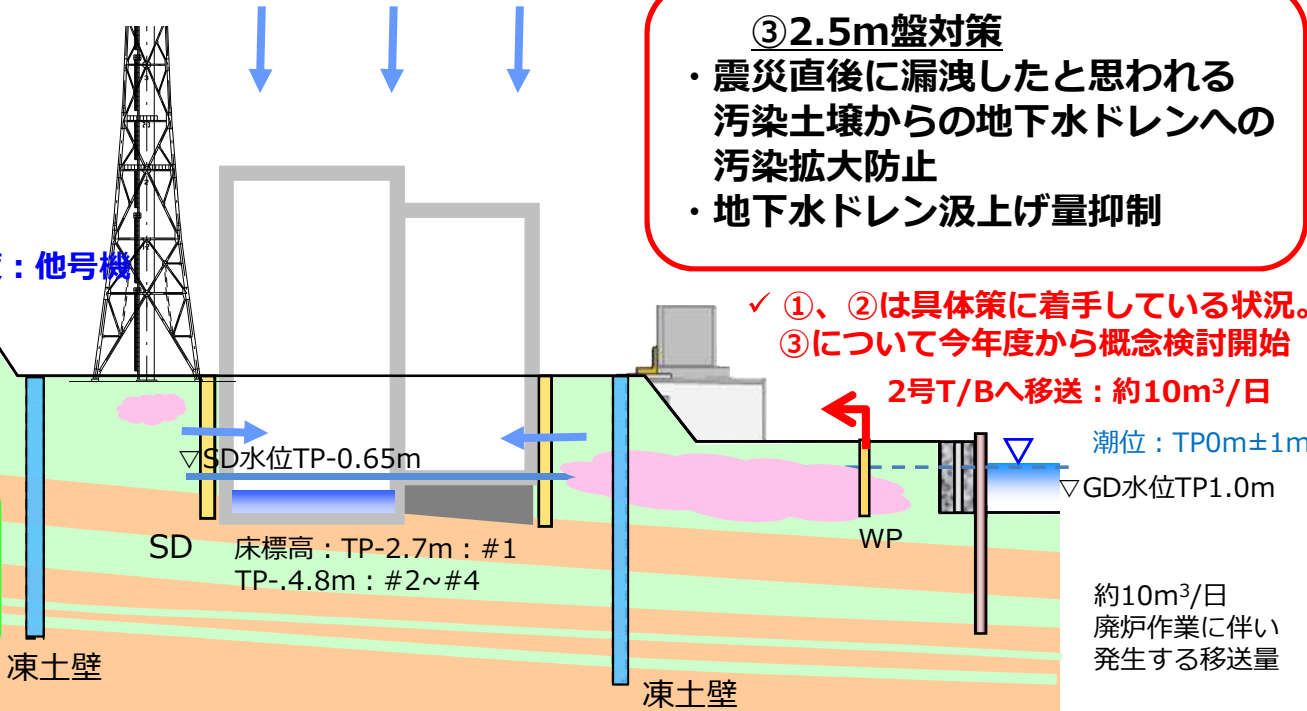 ③2.5m盤対策
・震災直後に漏洩したと思われる
汚染土壌からの地下水ドレンへの
汚染拡大防止
・地下水ドレン汲上げ量抑制
：他号機
✓ ①、②は具体策に着手している状況。
③について今年度から概念検討開始
2号T/Bへ移送：約10m³/日
潮位：TP0m±1m
▽SD水位TP-0.65m
▽GD水位TP1.0m
WP
SD
床標高：TP-2.7m：#1
TP-.4.8m：#2~#4
約10m³/日
廃炉作業に伴い
発生する移送量
凍土壁
凍土壁